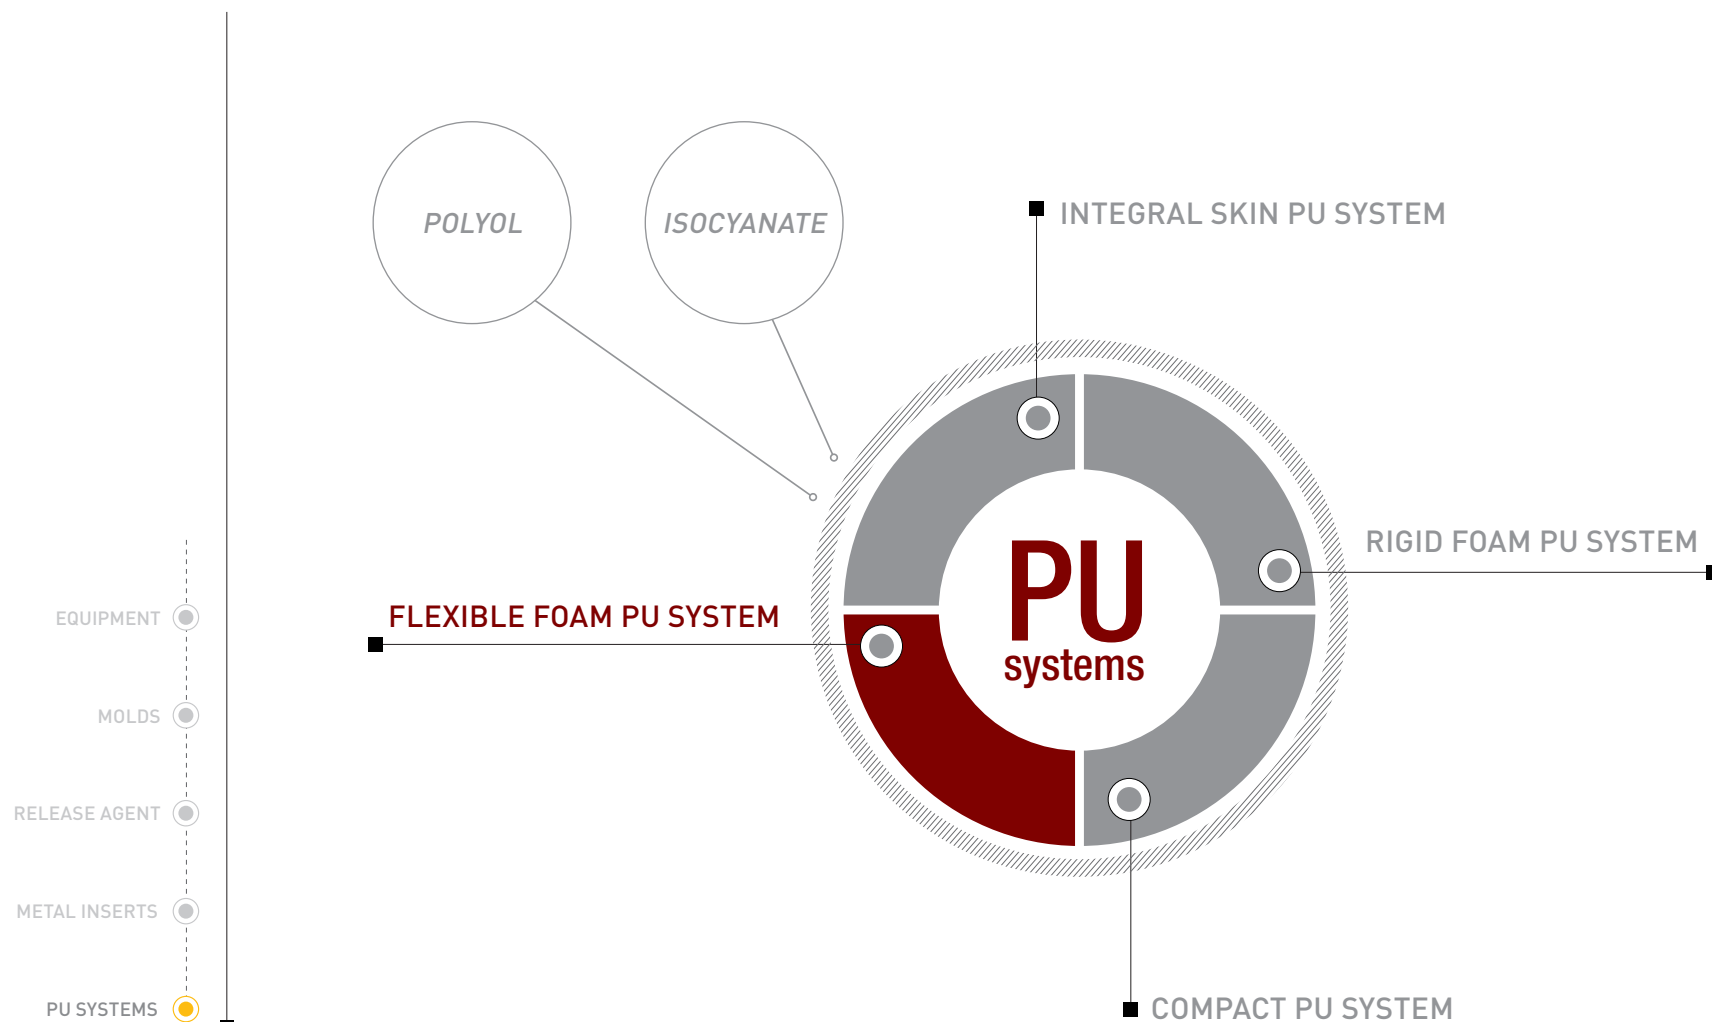 POLYOL
ISOCYANATE
INTEGRAL SKIN PU SYSTEM
RIGID FOAM PU SYSTEM
FLEXIBLE FOAM PU SYSTEM
PU
systems
COMPACT PU SYSTEM
EQUIPMENT
MOLDS
RELEASE AGENT
METAL INSERTS
PU SYSTEMS